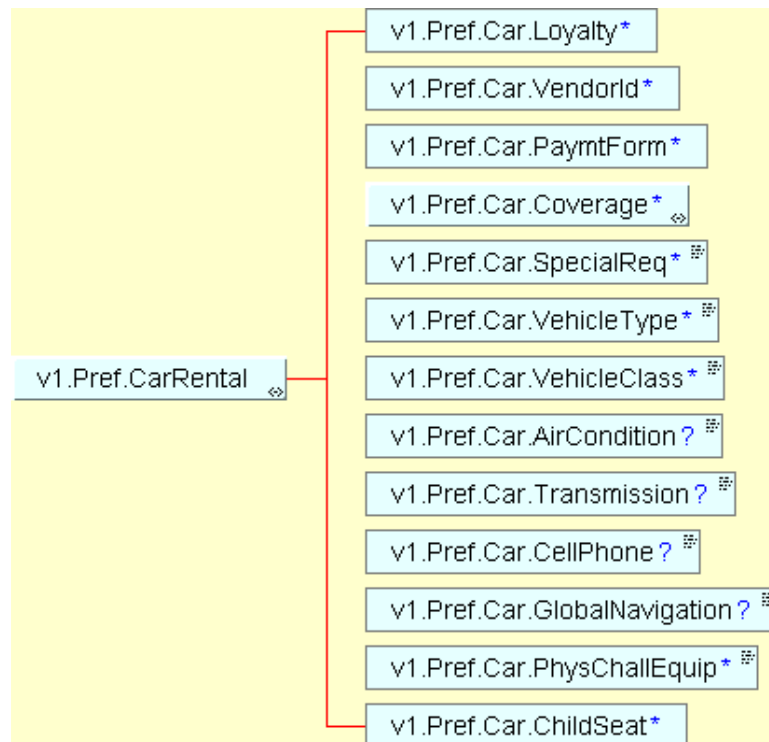 v1.Pref.Car.Loyalty*
v1.Pref.Car.VendorId*
v1.Pref.Car.PaymtForm*
v1.Pref.Car.Coverage*
v1.Pref.Car.SpecialReq*
v1.Pref.Car.VehicleType*
v1.Pref.CarRental
v1.Pref.Car.VehicleClass*
v1.Pref.Car.AirCondition?
v1.Pref.Car.Transmission?
v1.Pref.Car.CellPhone?
v1.Pref.Car.GlobalNavigation?
v1.Pref.Car.PhysChallEquip*
v1.Pref.Car.ChildSeat*